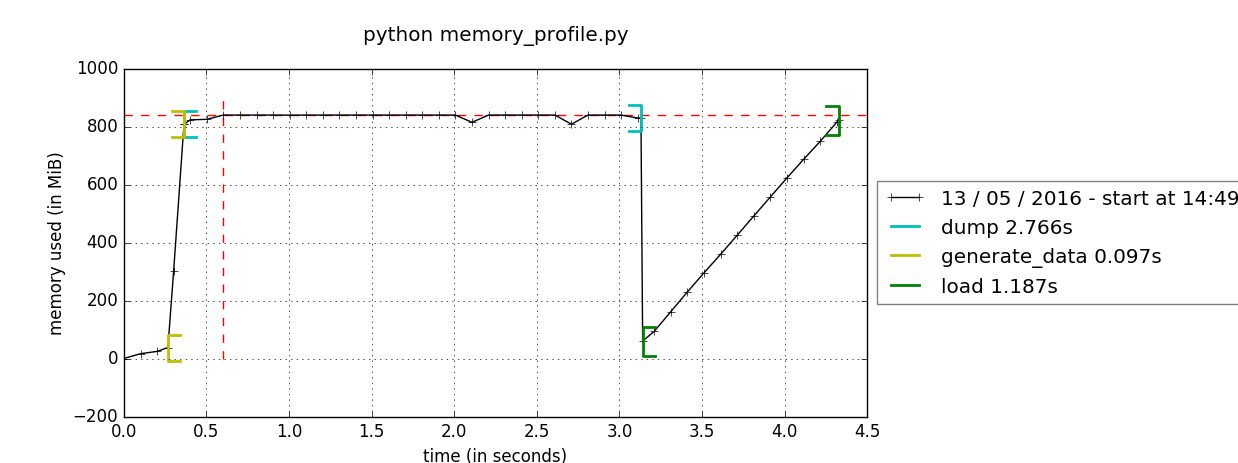 python memory_profile.py
1000
800
600
400
200
0
−200
memory used (in MiB)
0.0 0.5 1.0 1.5 2.0 2.5 3.0 3.5 4.0 4.5
time (in seconds)
13 / 05 / 2016 - start at 14:49
dump 2.766s
generate_data 0.097s
load 1.187s